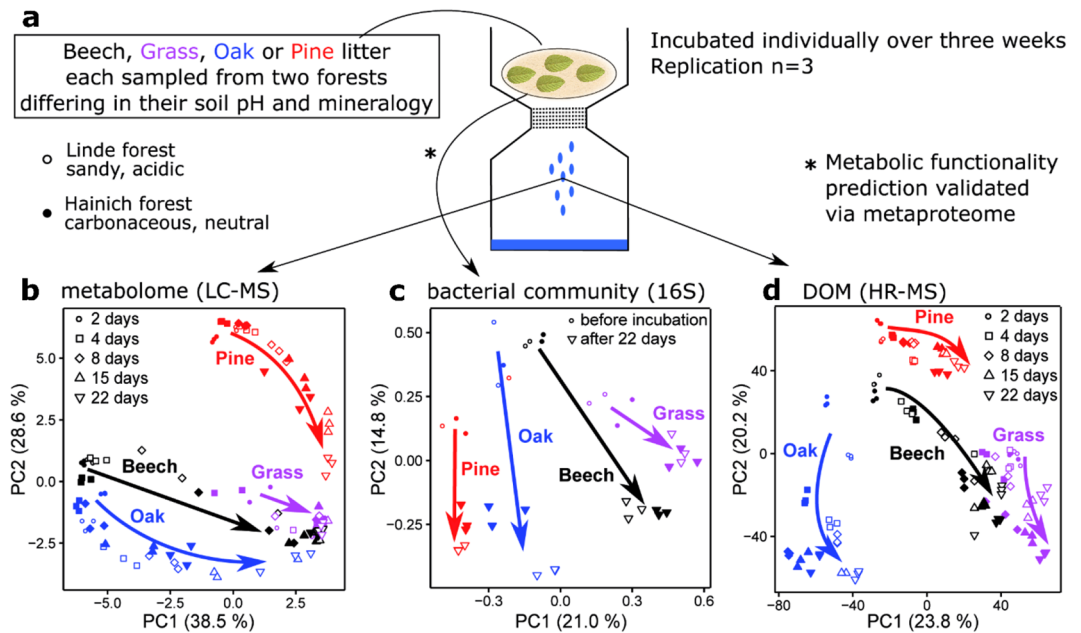 a
Beech, Grass, Oak or Pine litter
each sampled from two forests
differing in their soil pH and mineralogy
Incubated individually over three weeks
Replication n=3
Linde forest
sandy, acidic
Hainich forest
carbonaceous, neutral
*
* Metabolic functionality
prediction validated
via metaproteome
b metabolome (LC-MS)
2 days
4 days
8 days
15 days
22 days
Pine
Beech
Grass
Oak
5.0
2.5
0.0
-2.5
PC2 (28.6 %)
-5.0
-2.5
0.0
2.5
PC1 (38.5 %)
c bacterial community (16S)
before incubation
after 22 days
Grass
Oak
Pine
Beech
0.50
0.25
0.00
-0.25
PC2 (14.8 %)
-0.3
0.0
0.3
0.6
PC1 (21.0 %)
d DOM (HR-MS)
Pine
2 days
4 days
8 days
15 days
22 days
Beech
Grass
Oak
40
0
-40
PC2 (20.2 %)
-80
-40
0
40
PC1 (23.8 %)